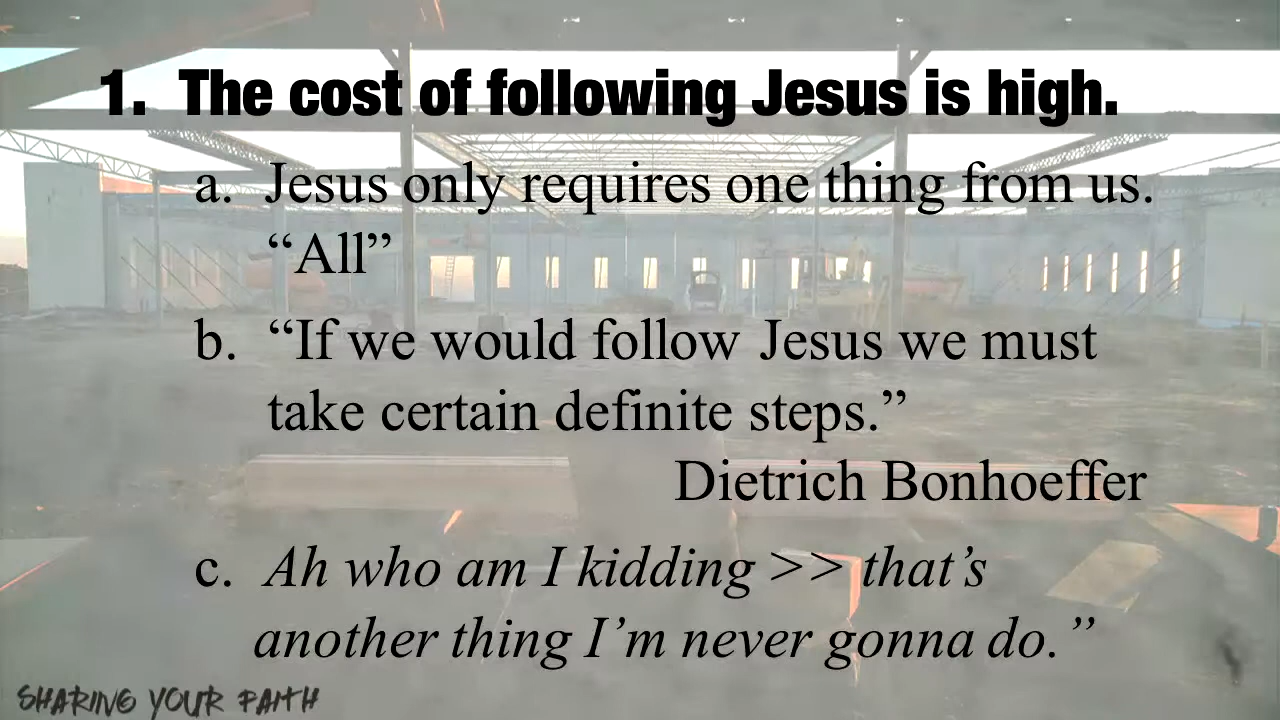 1. The cost of following Jesus is high.
a. Jesus only requires one thing from us.
“All”
b. “If we would follow Jesus we must
take certain definite steps.”
Dietrich Bonhoeffer
c. Ah who am I kidding >> that’s
another thing I’m never gonna do.”
SHARING YOUR FAITH